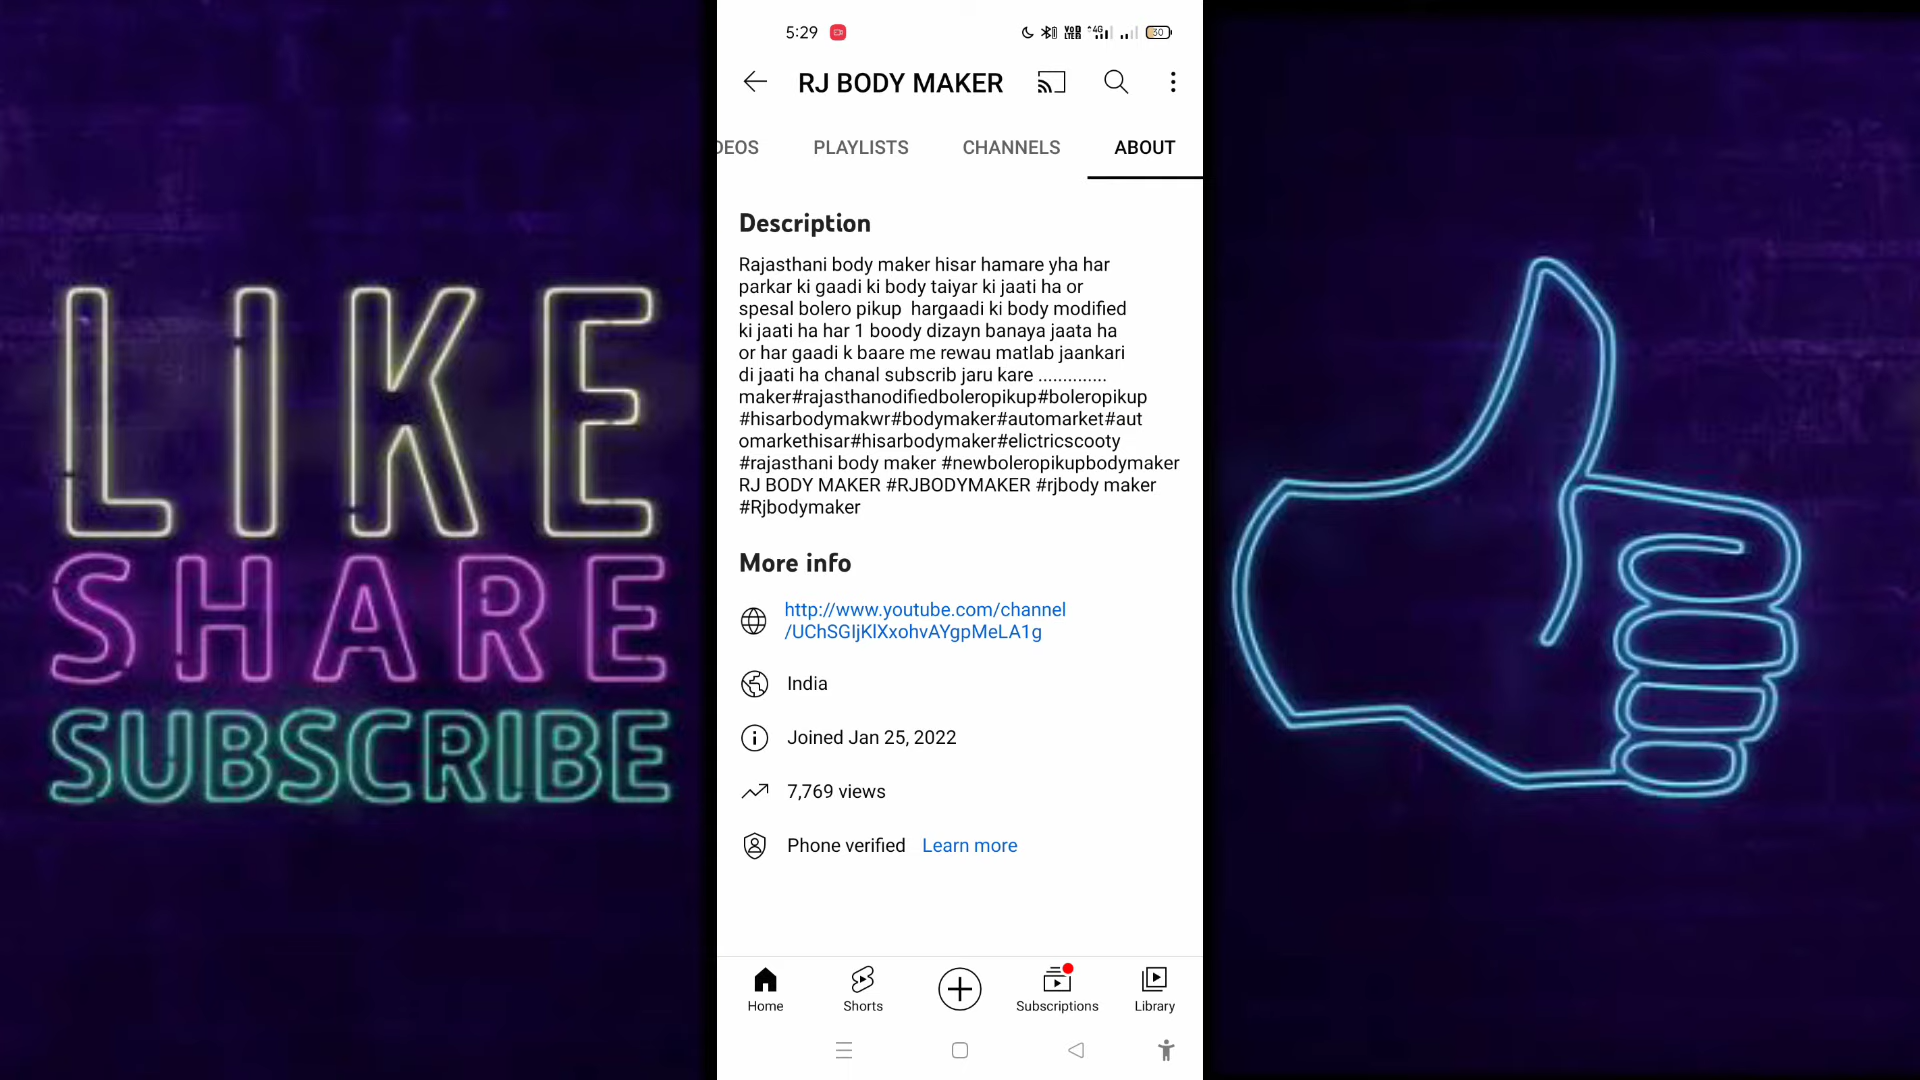 LIKE
SHARE
SUBSCRIBE
5:29
4G
30
RJ BODY MAKER
DEOS PLAYLISTS CHANNELS ABOUT
Description
Rajasthani body maker hisar hamare yha har
parkar ki gaadi ki body taiyar ki jaati ha or
spesal bolero pikup hargaadi ki body modified
ki jaati ha har 1 boody dizayn banaya jaata ha
or har gaadi k baare me rewau matlab jaankari
di jaati ha chanal subscrib jaru kare ..............
maker#rajasthanodifiedboleropikup#boleropikup
#hisarbodymakwr#bodymaker#automarket#aut
omarkethisar#hisarbodymaker#elictricscooty
#rajasthani body maker #newboleropikupbodymaker
RJ BODY MAKER #RJBODYMAKER #rjbody maker
#Rjbodymaker
More info
http://www.youtube.com/channel
/UChSGIjKlXxohvAYgpMeLA1g
India
Joined Jan 25, 2022
7,769 views
Phone verified Learn more
Home Shorts Subscriptions Library